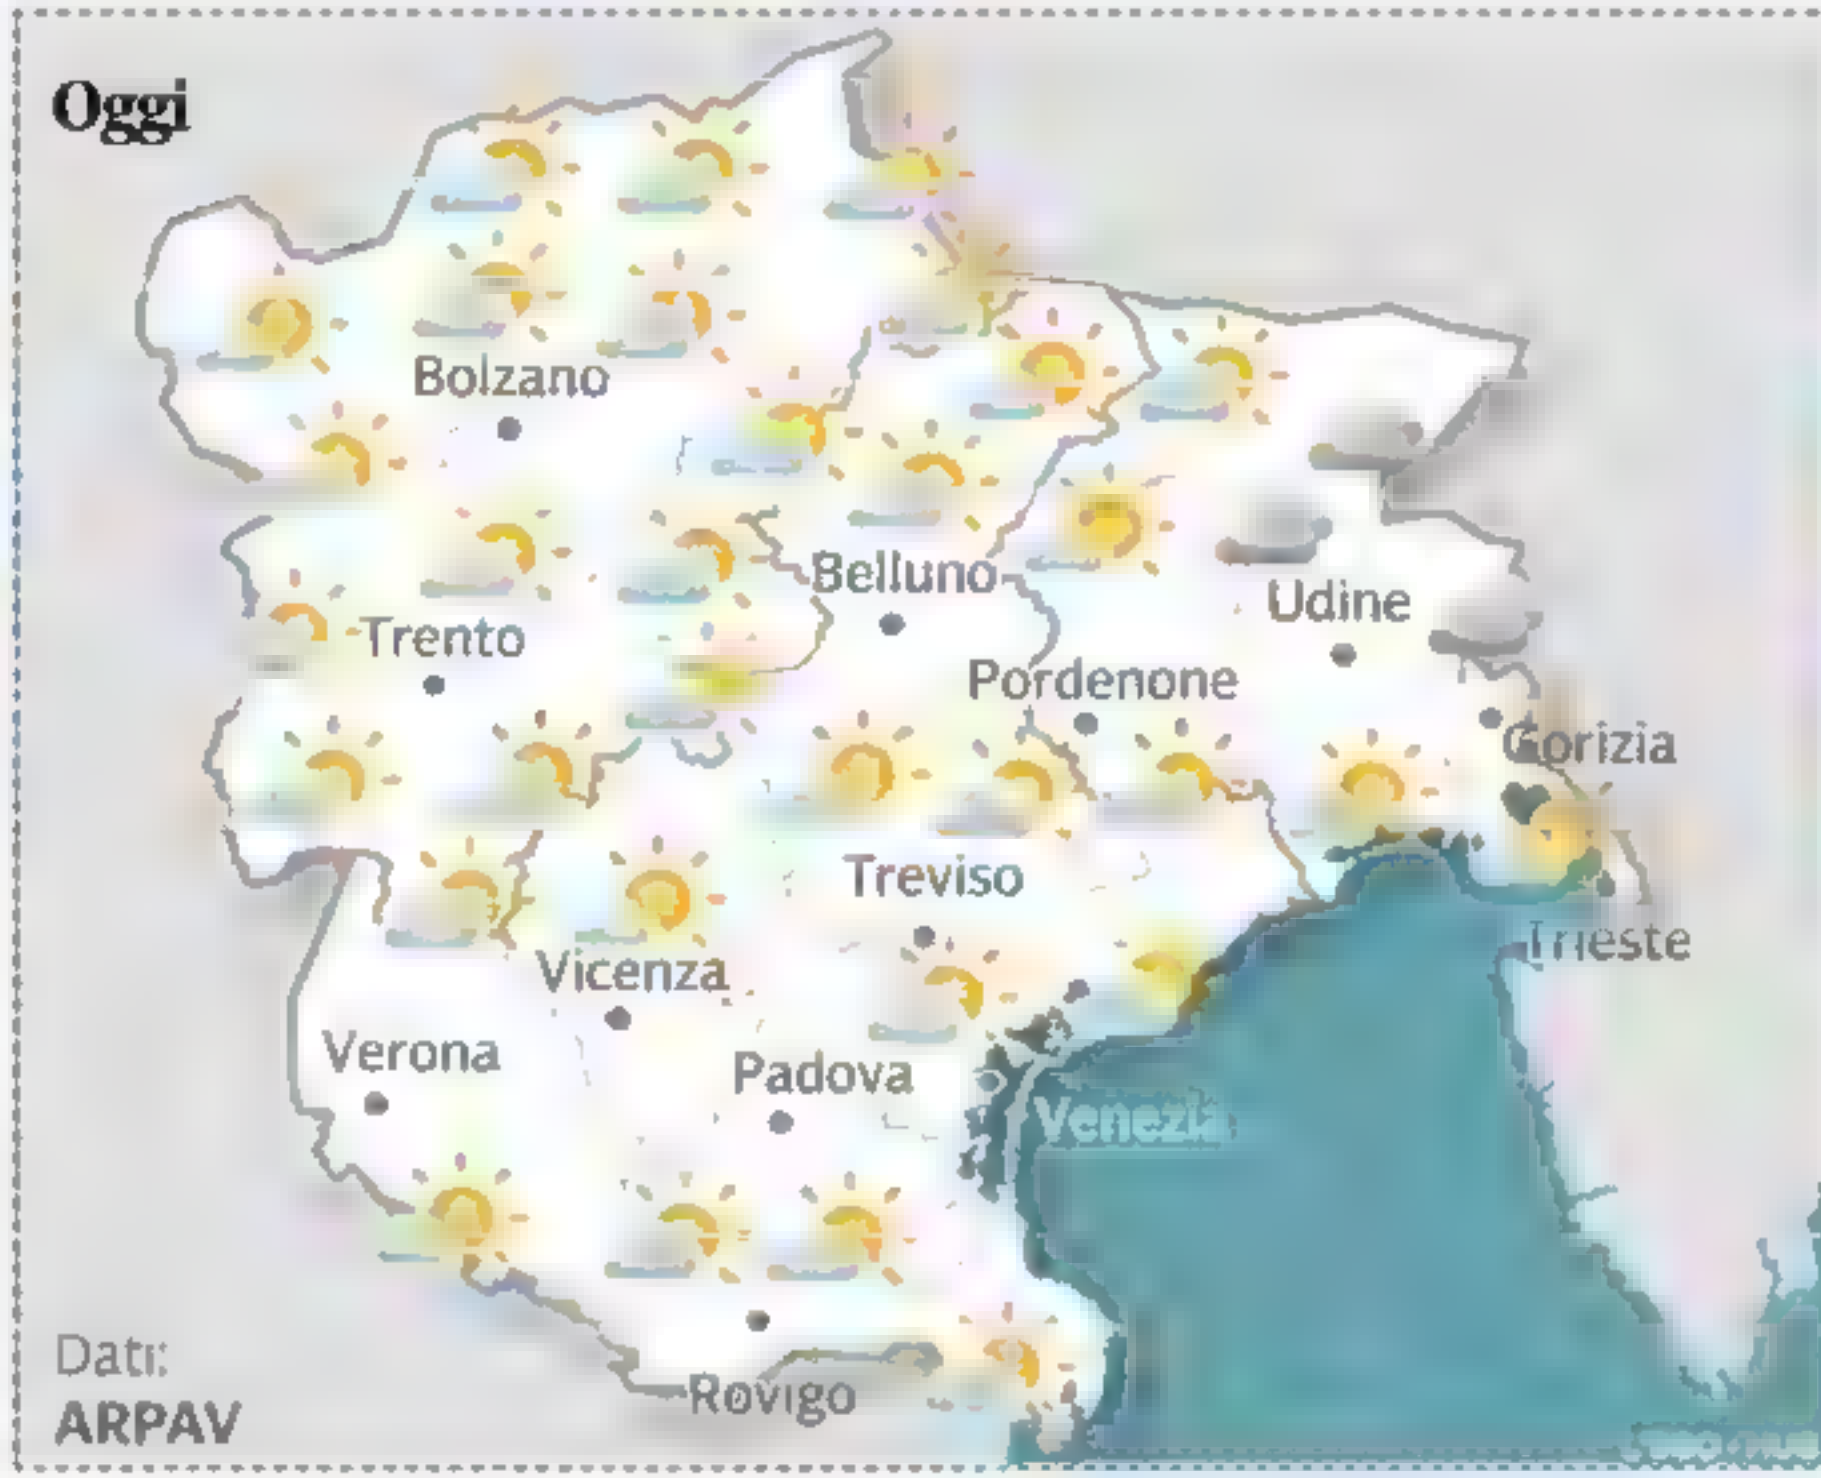 Oggi
Bolzano
Belluno
Udine
Trento
Pordenone
Gorizia
Treviso
Trieste
Vicenza
Verona
Padova
Venezia
Dati:
Rovigo
ARPAV